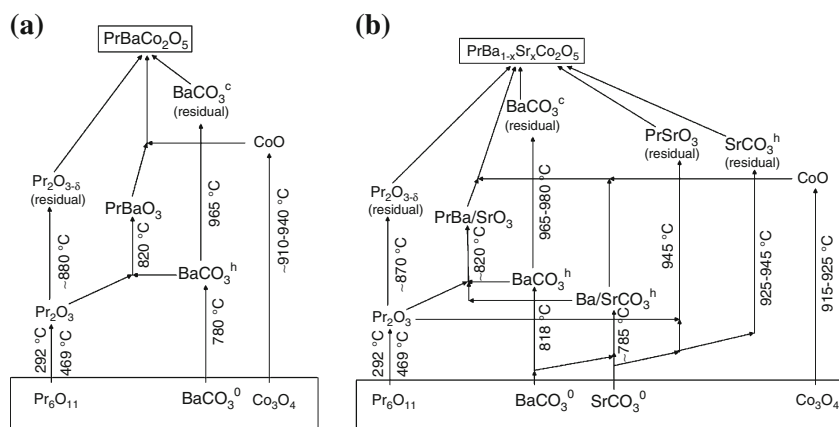 (a)
PrBaCo₂O₅
BaCO₃ᶜ
(residual)
CoO
Pr₂O₃₋δ
(residual)
PrBaO₃
965 °C
~910-940 °C
~880 °C
820 °C
BaCO₃ʰ
Pr₂O₃
292 °C
469 °C
780 °C
Pr₆O₁₁
BaCO₃⁰
Co₃O₄
(b)
PrBa₁₋ₓSrₓCo₂O₅
BaCO₃ᶜ
(residual)
PrSrO₃
(residual)
SrCO₃ʰ
(residual)
CoO
Pr₂O₃₋δ
(residual)
PrBa/SrO₃
965-980 °C
945 °C
925-945 °C
915-925 °C
~870 °C
~820 °C
BaCO₃ʰ
Ba/SrCO₃ʰ
Pr₂O₃
292 °C
469 °C
818 °C
~785 °C
Pr₆O₁₁
BaCO₃⁰
SrCO₃⁰
Co₃O₄